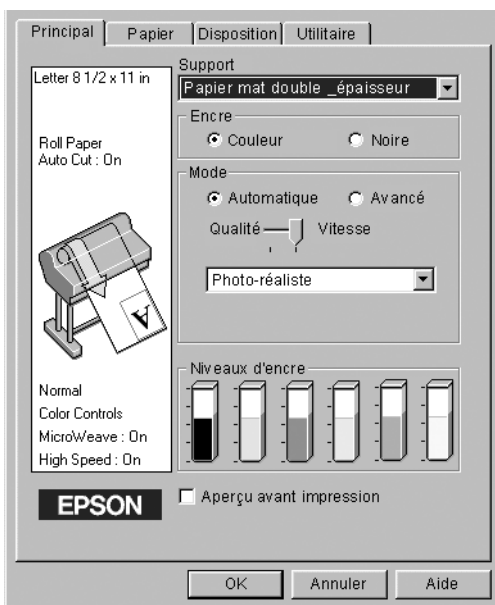 Principal
Papier
Disposition
Utilitaire
Letter 8 1/2 x 11 in
Roll Paper
Auto Cut : On
A
Normal
Color Controls
MicroWeave : On
High Speed : On
EPSON
Support
Papier mat double _épaisseur
Encre
Couleur
Noire
Mode
Automatique
Avancé
Qualité
Vitesse
Photo-réaliste
Niveaux d'encre
Aperçu avant impression
OK
Annuler
Aide